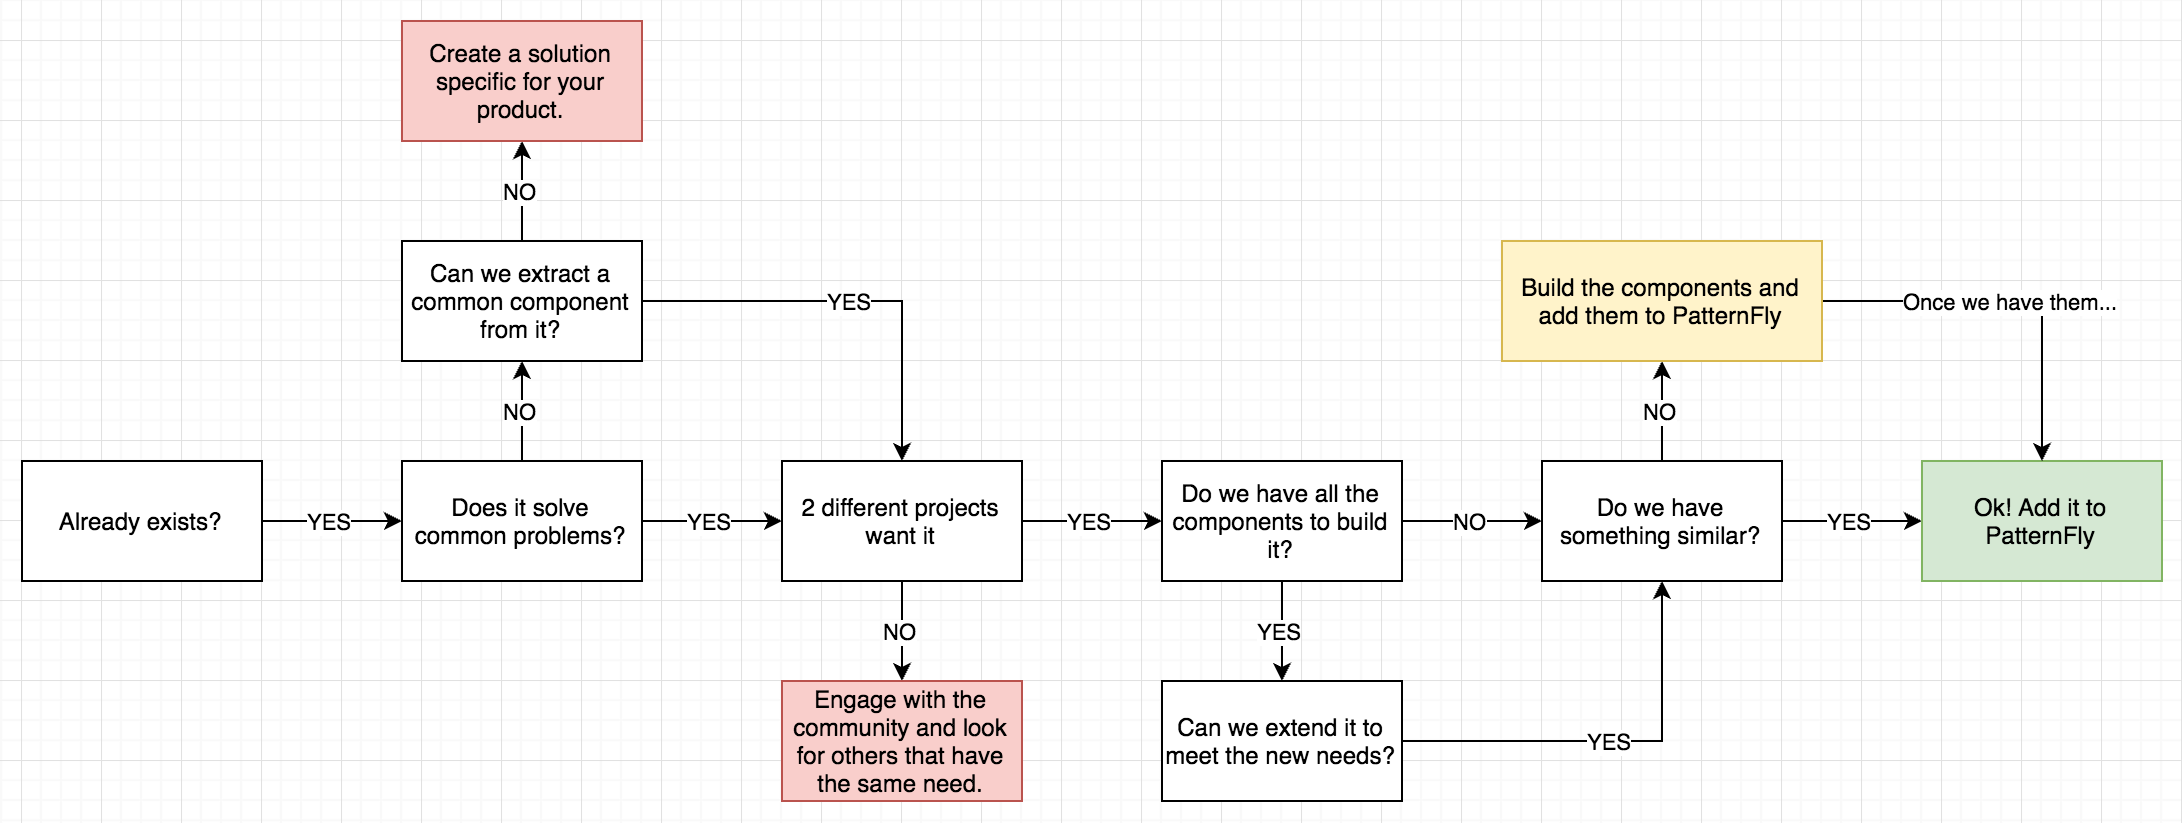 Create a solution
specific for your
product.
NO
Can we extract a
common component
from it?
YES
Build the components and
add them to PatternFly
Once we have them...
NO
NO
Already exists?
YES
Does it solve
common problems?
YES
2 different projects
want it
YES
Do we have all the
components to build
it?
NO
Do we have
something similar?
YES
Ok! Add it to
PatternFly
NO
YES
Engage with the
community and look
for others that have
the same need.
Can we extend it to
meet the new needs?
YES